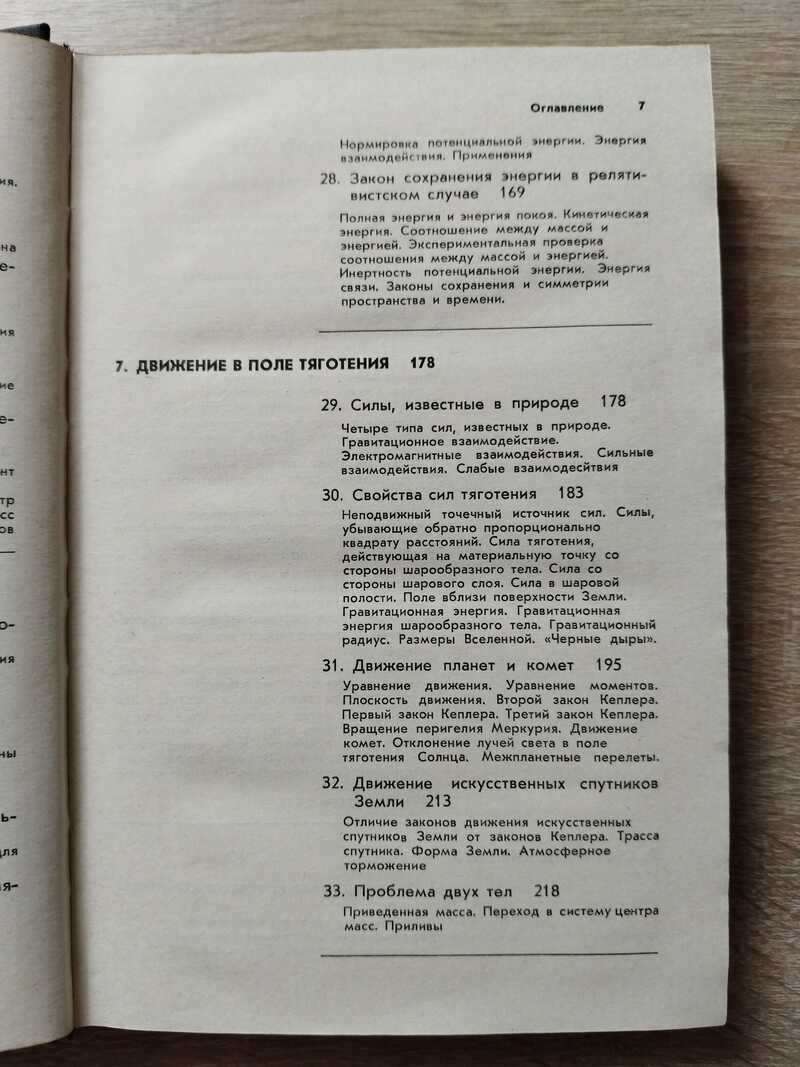 Оглавление 7
Нормировка потенциальной энергии. Энергия
взаимодействия. Применения
28. Закон сохранения энергии в реляти-
вистском случае 169
Полная энергия и энергия покоя. Кинетическая
энергия. Соотношение между массой и
энергией. Экспериментальная проверка
соотношения между массой и энергией.
Инертность потенциальной энергии. Энергия
связи. Законы сохранения и симметрии
пространства и времени.
7. ДВИЖЕНИЕ В ПОЛЕ ТЯГОТЕНИЯ 178
29. Силы, известные в природе 178
Четыре типа сил, известных в природе.
Гравитационное взаимодействие.
Электромагнитные взаимодействия. Сильные
взаимодействия. Слабые взаимодесйтвия
30. Свойства сил тяготения 183
Неподвижный точечный источник сил. Силы,
убывающие обратно пропорционально
квадрату расстояний. Сила тяготения,
действующая на материальную точку со
стороны шарообразного тела. Сила со
стороны шарового слоя. Сила в шаровой
полости. Поле вблизи поверхности Земли.
Гравитационная энергия. Гравитационная
энергия шарообразного тела. Гравитационный
радиус. Размеры Вселенной. «Черные дыры».
31. Движение планет и комет 195
Уравнение движения. Уравнение моментов.
Плоскость движения. Второй закон Кеплера.
Первый закон Кеплера. Третий закон Кеплера.
Вращение перигелия Меркурия. Движение
комет. Отклонение лучей света в поле
тяготения Солнца. Межпланетные перелеты.
32. Движение искусственных спутников
Земли 213
Отличие законов движения искусственных
спутников Земли от законов Кеплера. Трасса
спутника. Форма Земли. Атмосферное
торможение
33. Проблема двух тел 218
Приведенная масса. Переход в систему центра
масс. Приливы